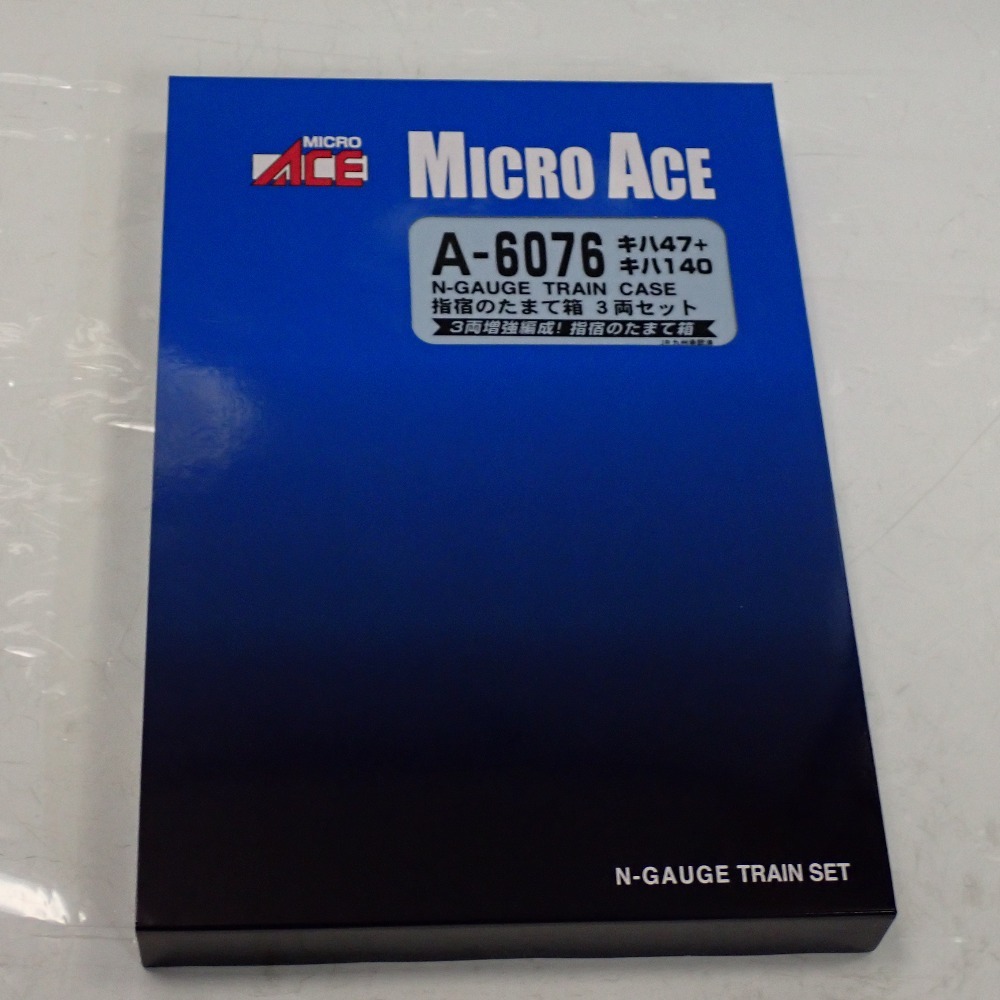 MICRO
ACE
MICRO ACE
A-6076 キハ47+
キハ140
N-GAUGE TRAIN CASE
指宿のたまて箱 3両セット
3両増強編成! 指宿のたまて箱
N-GAUGE TRAIN SET